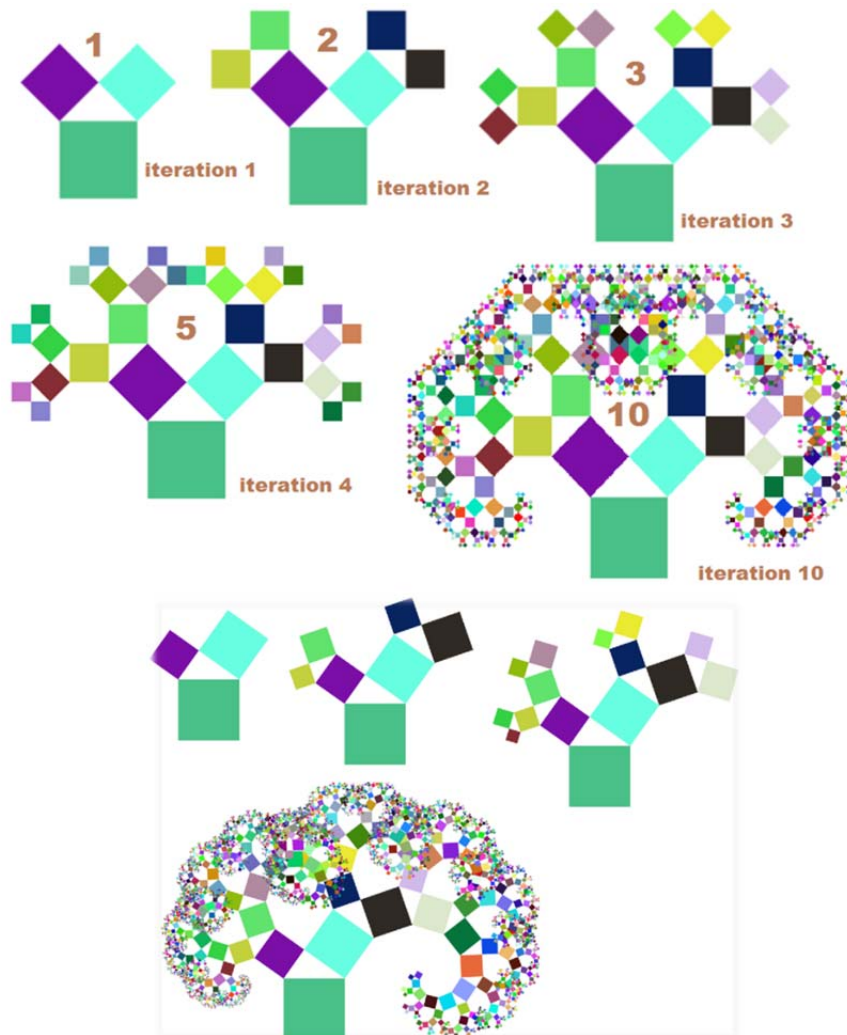 1
iteration 1
2
iteration 2
3
iteration 3
5
iteration 4
10
iteration 10